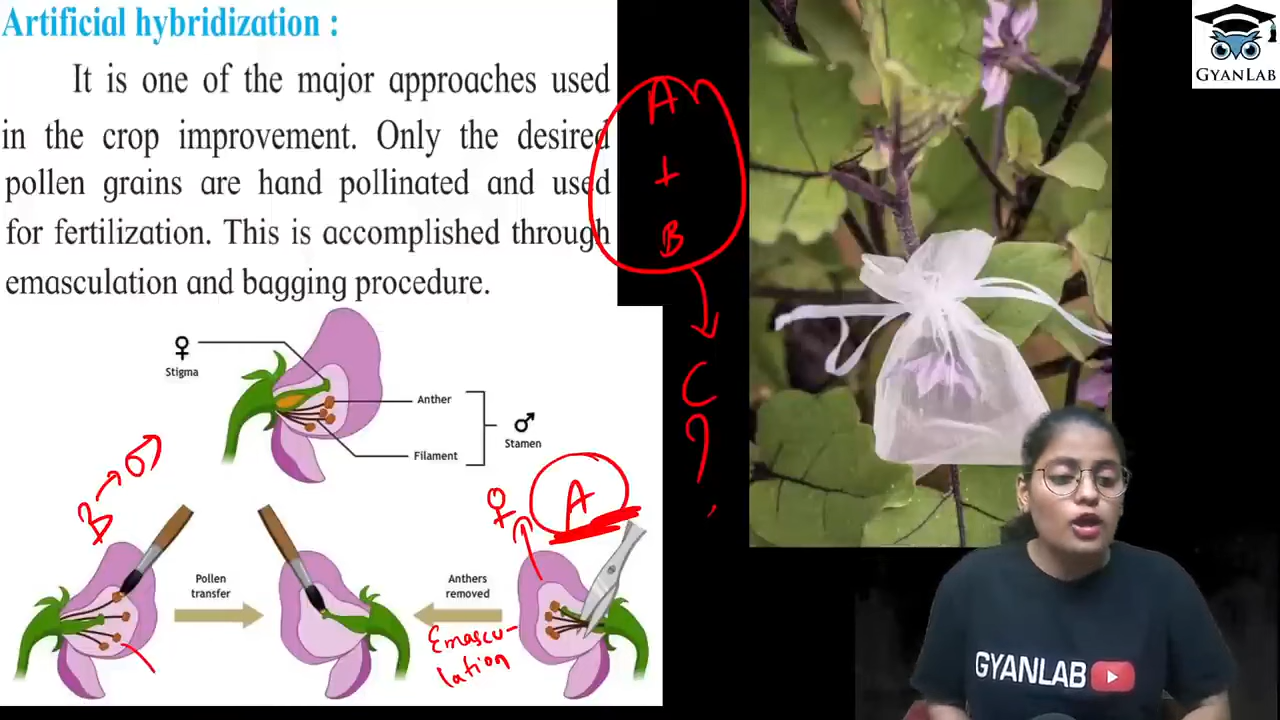 Artificial hybridization :
It is one of the major approaches used
in the crop improvement. Only the desired
pollen grains are hand pollinated and used
for fertilization. This is accomplished through
emasculation and bagging procedure.
A
+
B
C
?
GYANLAB
♀
Stigma
Anther
Filament
♂
Stamen
B → ♂
♀
A
Pollen
transfer
Anthers
removed
Emascu-
lation
GYANLAB